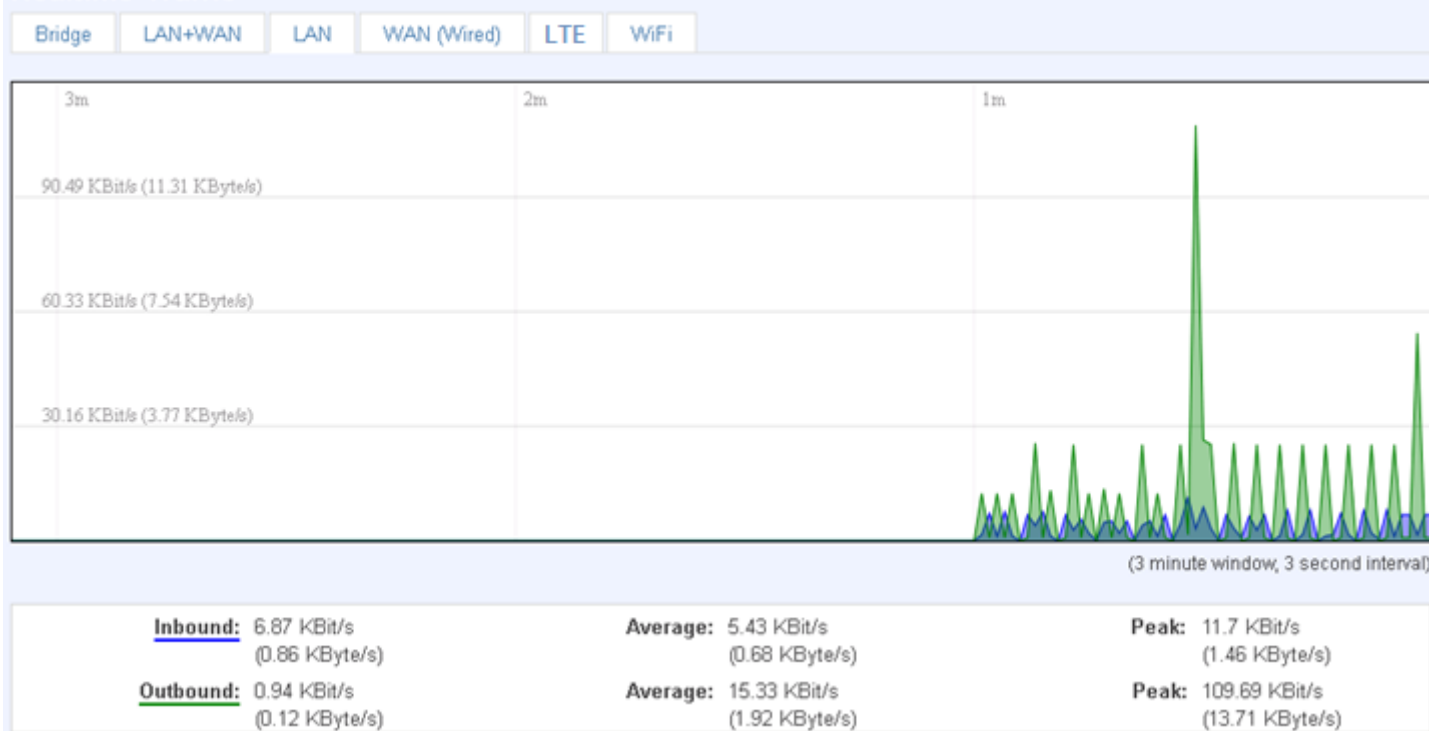 Bridge LAN+WAN LAN WAN (Wired) LTE WiFi
3m 2m 1m
90.49 KBit/s (11.31 KByte/s)
60.33 KBit/s (7.54 KByte/s)
30.16 KBit/s (3.77 KByte/s)
(3 minute window, 3 second interval)
Inbound: 6.87 KBit/s Average: 5.43 KBit/s Peak: 11.7 KBit/s
(0.86 KByte/s) (0.68 KByte/s) (1.46 KByte/s)
Outbound: 0.94 KBit/s Average: 15.33 KBit/s Peak: 109.69 KBit/s
(0.12 KByte/s) (1.92 KByte/s) (13.71 KByte/s)